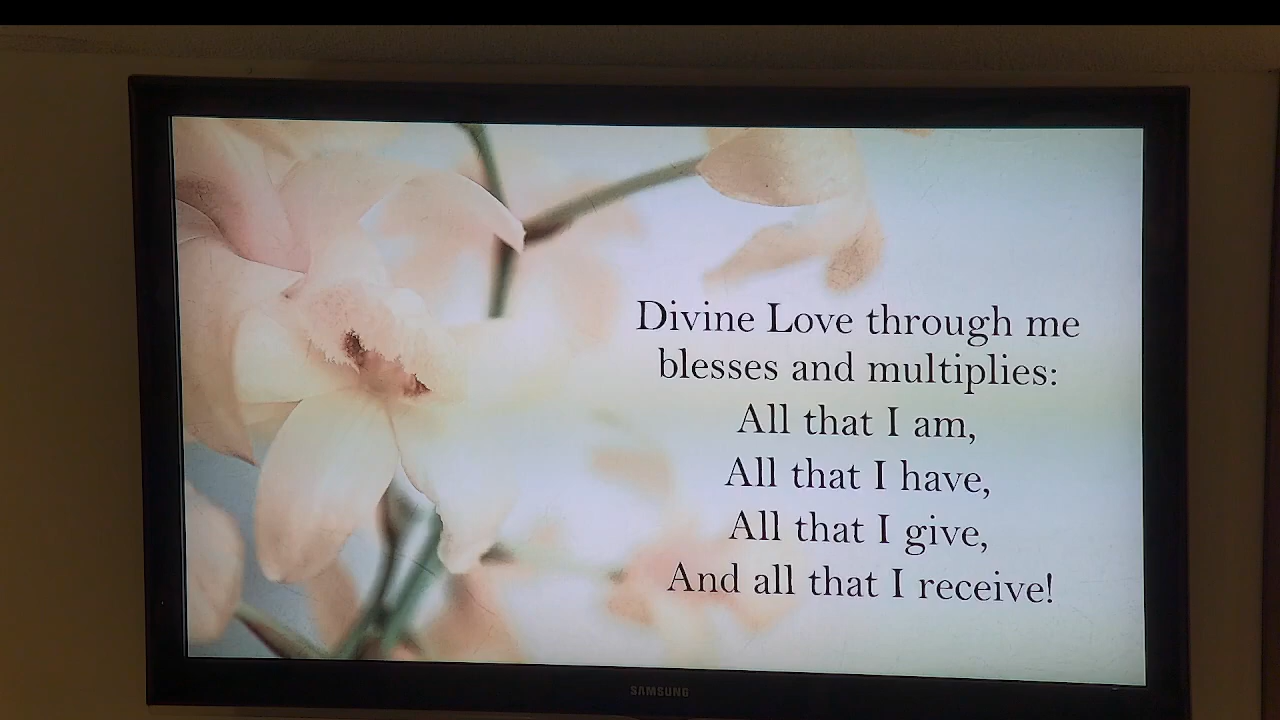 Divine Love through me
blesses and multiplies:
All that I am,
All that I have,
All that I give,
And all that I receive!
SAMSUNG